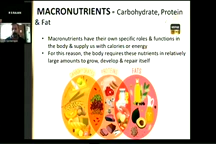 MACRONUTRIENTS - Carbohydrate, Protein
& Fat
• Macronutrients have their own specific roles & functions in
the body & supply us with calories or energy
• For this reason, the body requires these nutrients in relatively
large amounts to grow, develop & repair itself